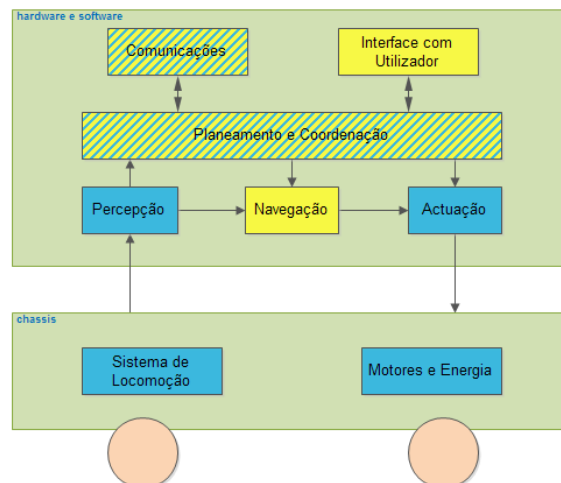 hardware e software
Comunicações
Interface com
Utilizador
Planeamento e Coordenação
Percepção
Navegação
Actuação
chassis
Sistema de
Locomoção
Motores e Energia